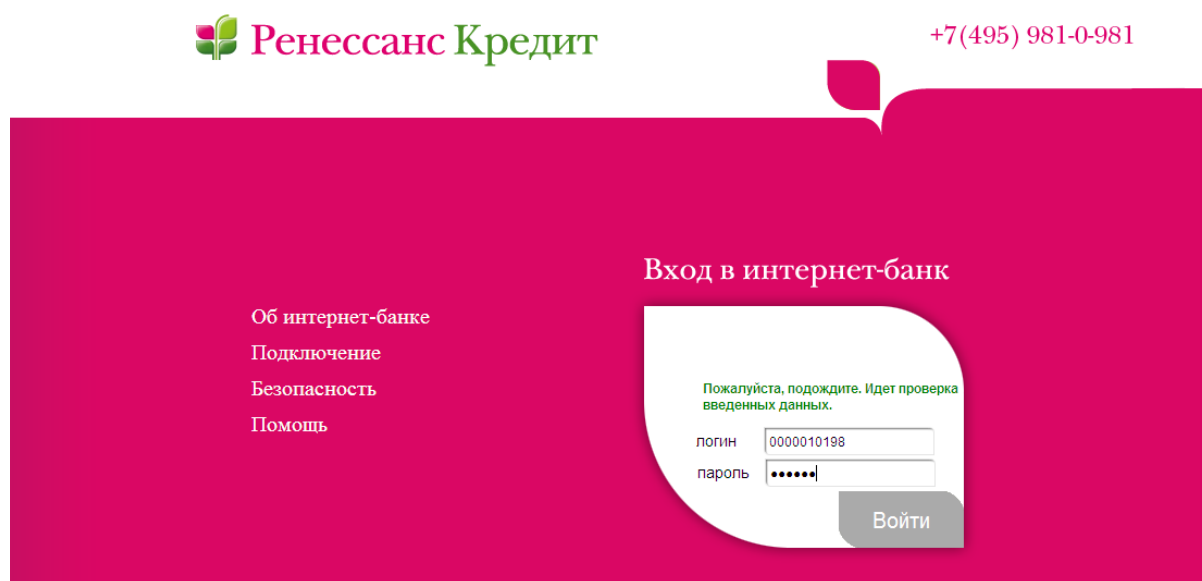 Ренессанс Кредит
+7(495) 981-0-981
Вход в интернет-банк
Об интернет-банке
Подключение
Безопасность
Помощь
Пожалуйста, подождите. Идет проверка
введенных данных.
логин 0000010198
пароль ••••••
Войти